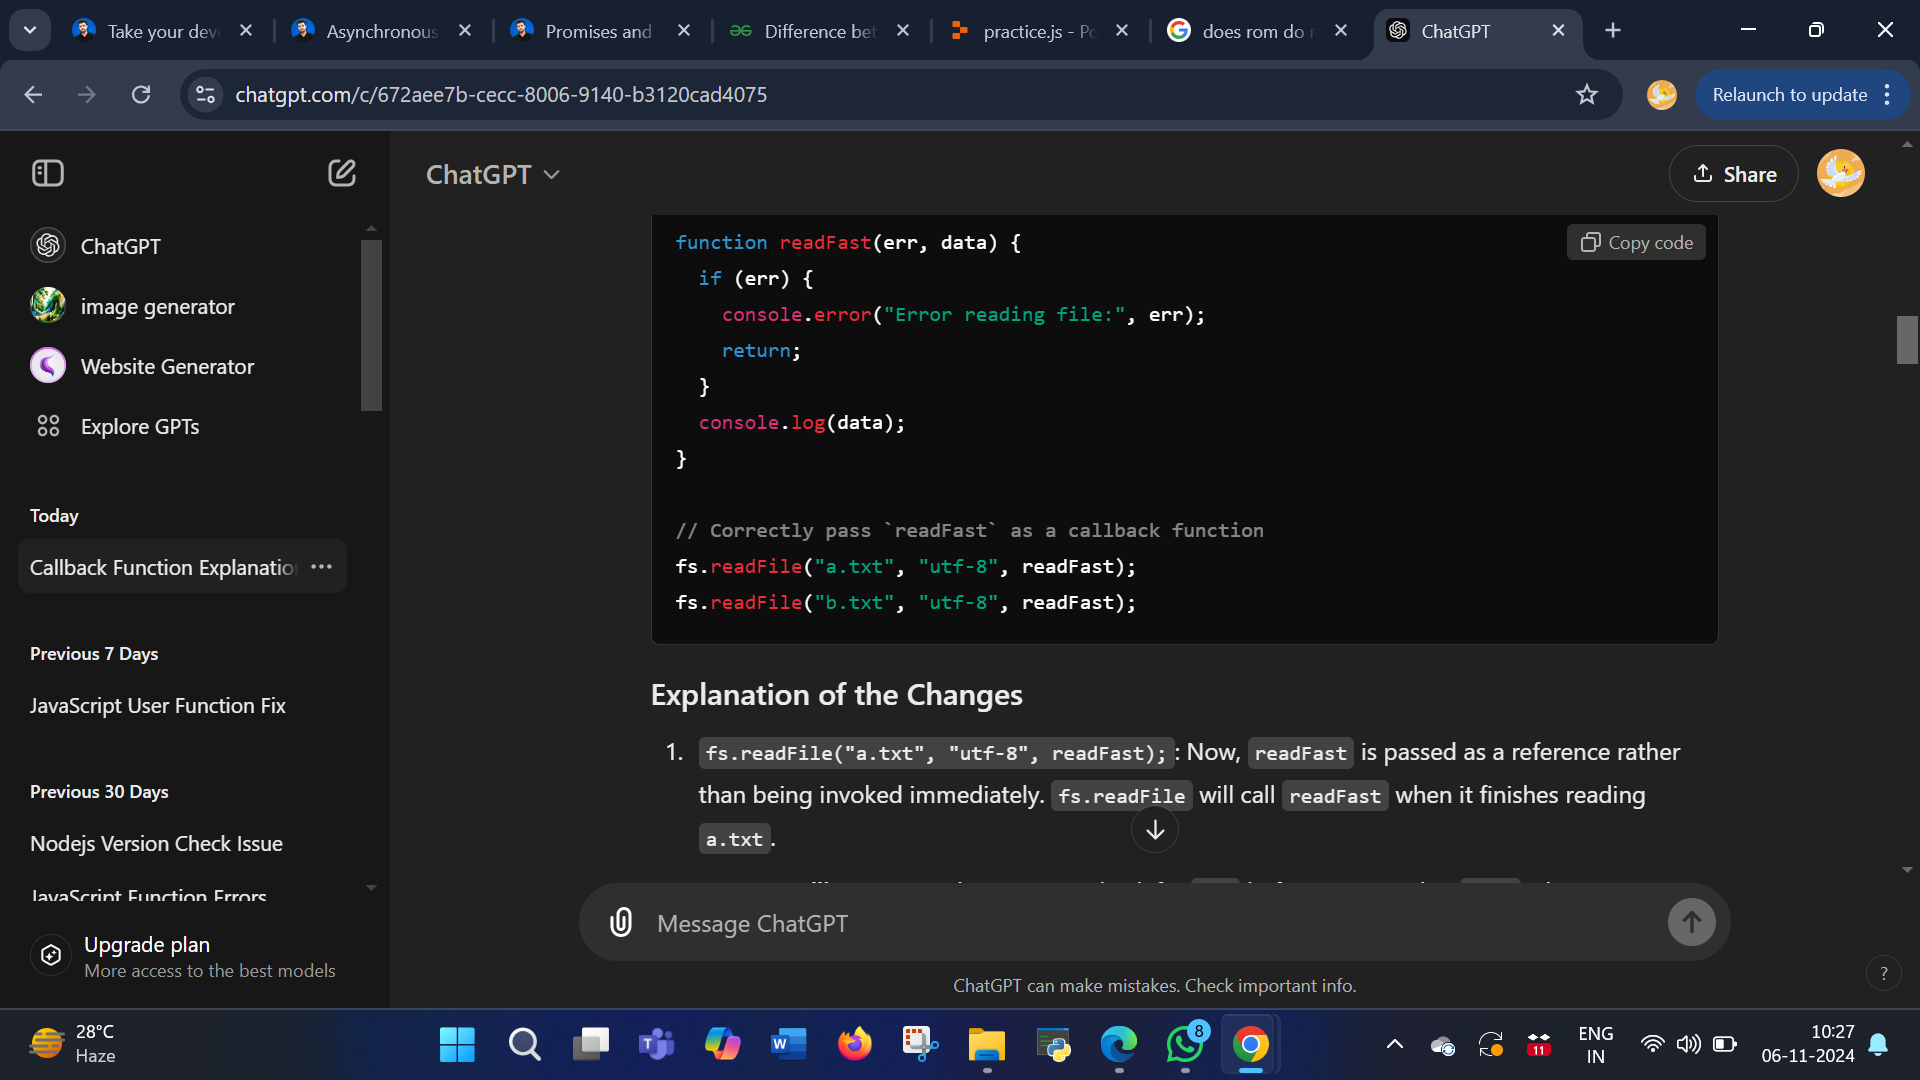 Take your dev
Asynchronous
Promises and
Difference bet
practice.js - Po
does rom do
ChatGPT
chatgpt.com/c/672aee7b-cecc-8006-9140-b3120cad4075
Relaunch to update
ChatGPT
Share
ChatGPT
image generator
Website Generator
Explore GPTs
Today
Callback Function Explanation
Previous 7 Days
JavaScript User Function Fix
Previous 30 Days
Nodejs Version Check Issue
JavaScript Function Errors
Upgrade plan
More access to the best models
Copy code
function readFast(err, data) {
if (err) {
console.error("Error reading file:", err);
return;
}
console.log(data);
}
// Correctly pass `readFast` as a callback function
fs.readFile("a.txt", "utf-8", readFast);
fs.readFile("b.txt", "utf-8", readFast);
Explanation of the Changes
1. fs.readFile("a.txt", "utf-8", readFast); : Now, readFast is passed as a reference rather
than being invoked immediately. fs.readFile will call readFast when it finishes reading
a.txt .
Message ChatGPT
ChatGPT can make mistakes. Check important info.
?
28°C
Haze
8
11
ENG
IN
10:27
06-11-2024